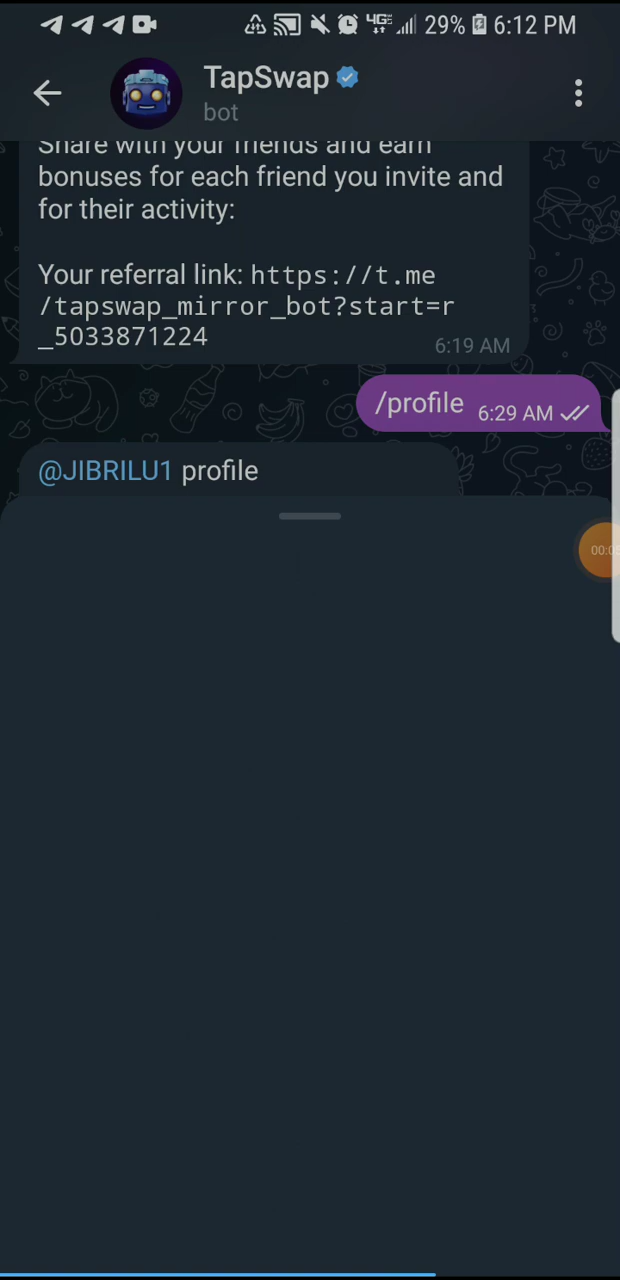 4G 29% 6:12 PM
TapSwap
bot
Share with your friends and earn
bonuses for each friend you invite and
for their activity:
Your referral link: https://t.me
/tapswap_mirror_bot?start=r
_5033871224
6:19 AM
/profile 6:29 AM
@JIBRILU1 profile